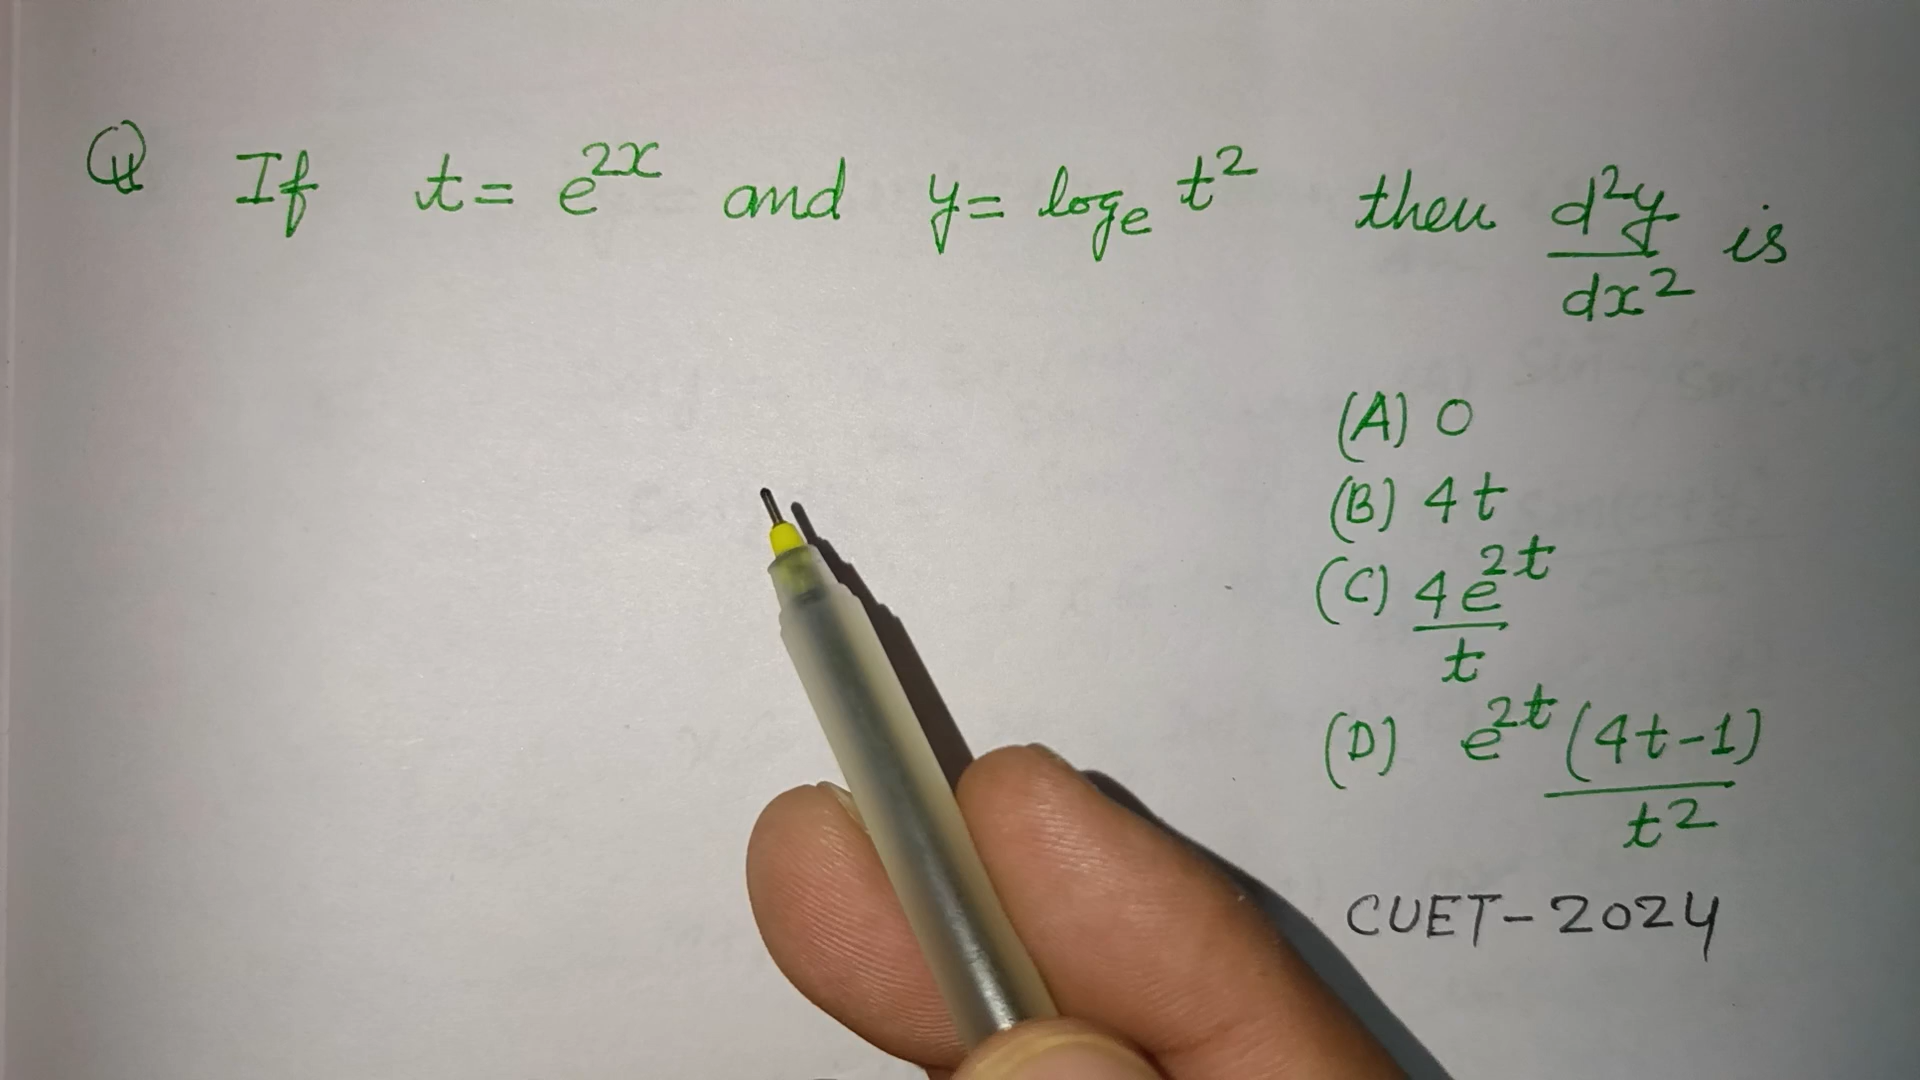 Q If t = e^2x and y = log_e t^2 then d^2y/dx^2 is
(A) 0
(B) 4t
(C) 4e^2t/t
(D) e^2t (4t-1)/t^2
CUET-2024